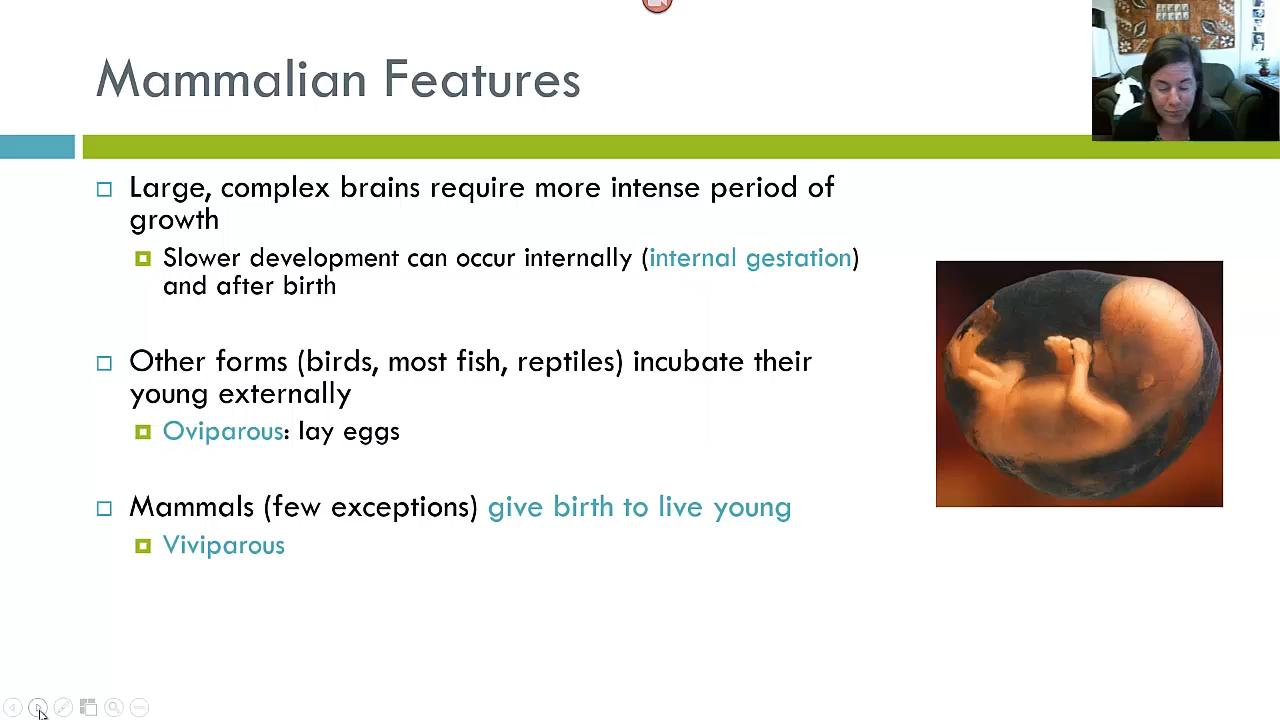 Mammalian Features
Large, complex brains require more intense period of
growth
Slower development can occur internally (internal gestation)
and after birth
Other forms (birds, most fish, reptiles) incubate their
young externally
Oviparous: lay eggs
Mammals (few exceptions) give birth to live young
Viviparous